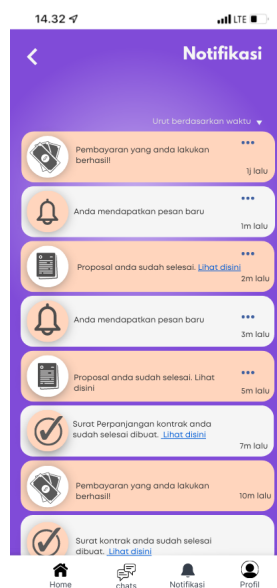 14.32
LTE
Notifikasi
Urut berdasarkan waktu
Pembayaran yang anda lakukan
berhasil!
1j lalu
Anda mendapatkan pesan baru
1m lalu
Proposal anda sudah selesai. Lihat disini
2m lalu
Anda mendapatkan pesan baru
3m lalu
Proposal anda sudah selesai. Lihat
disini
5m lalu
Surat Perpanjangan kontrak anda
sudah selesai dibuat. Lihat disini
7m lalu
Pembayaran yang anda lakukan
berhasil!
10m lalu
Surat kontrak anda sudah selesai
dibuat. Lihat disini
Home
chats
Notifikasi
Profil